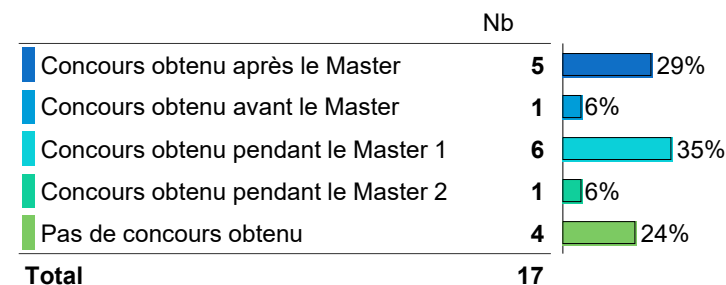 Nb
Concours obtenu après le Master 5 29%
Concours obtenu avant le Master 1 6%
Concours obtenu pendant le Master 1 6 35%
Concours obtenu pendant le Master 2 1 6%
Pas de concours obtenu 4 24%
Total 17